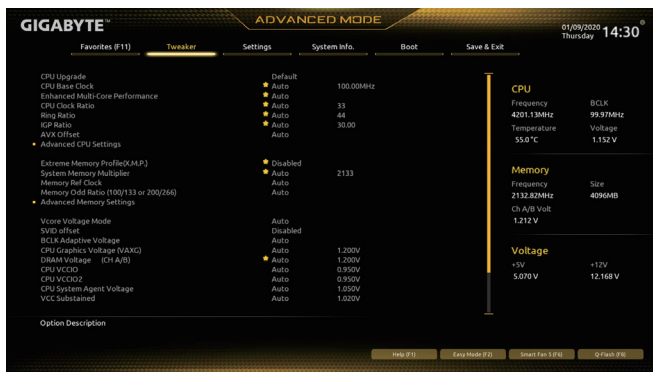 GIGABYTE™
ADVANCED MODE
01/09/2020
Thursday 14:30
Favorites (F11) Tweaker Settings System Info. Boot Save & Exit
CPU Upgrade Default
CPU Base Clock Auto 100.00MHz
Enhanced Multi-Core Performance Auto
CPU Clock Ratio Auto 33
Ring Ratio Auto 44
IGP Ratio Auto 30.00
AVX Offset Auto
Advanced CPU Settings
Extreme Memory Profile(X.M.P.) Disabled
System Memory Multiplier Auto 2133
Memory Ref Clock Auto
Memory Odd Ratio (100/133 or 200/266) Auto
Advanced Memory Settings
Vcore Voltage Mode Auto
SVID offset Disabled
BCLK Adaptive Voltage Auto
CPU Graphics Voltage (VAXG) Auto 1.200V
DRAM Voltage (CH A/B) Auto 1.200V
CPU VCCIO Auto 0.950V
CPU VCCIO2 Auto 0.950V
CPU System Agent Voltage Auto 1.050V
VCC Substained Auto 1.020V
CPU
Frequency BCLK
4201.13MHz 99.97MHz
Temperature Voltage
55.0 °C 1.152 V
Memory
Frequency Size
2132.82MHz 4096MB
Ch A/B Volt
1.212 V
Voltage
+5V +12V
5.070 V 12.168 V
Option Description
Help (F1) Easy Mode (F2) Smart Fan 5 (F6) Q-Flash (F8)